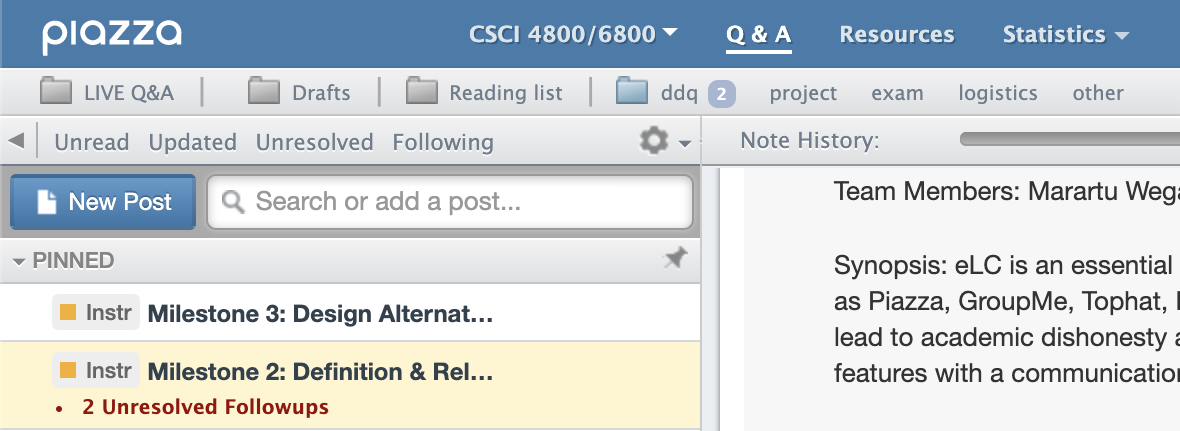 piazza
CSCI 4800/6800 Q & A Resources Statistics
LIVE Q&A Drafts Reading list ddq 2 project exam logistics other
Unread Updated Unresolved Following
Note History:
New Post
Search or add a post...
PINNED
Instr Milestone 3: Design Alternat...
Instr Milestone 2: Definition & Rel...
• 2 Unresolved Followups
Team Members: Marartu Wega
Synopsis: eLC is an essential
as Piazza, GroupMe, Tophat,
lead to academic dishonesty a
features with a communication